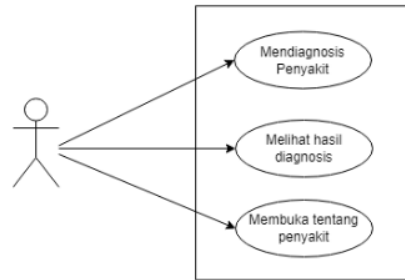 Mendiagnosis
Penyakit
Melihat hasil
diagnosis
Membuka tentang
penyakit